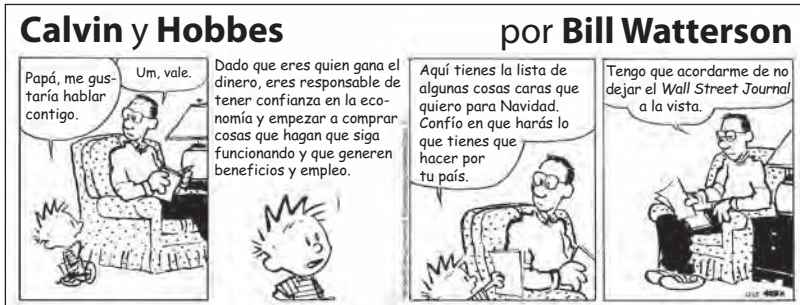 Calvin y Hobbes
por Bill Watterson
Papá, me gus-
taría hablar
contigo.
Um, vale.
Dado que eres quien gana el
dinero, eres responsable de
tener confianza en la eco-
nomía y empezar a comprar
cosas que hagan que siga
funcionando y que generen
beneficios y empleo.
Aquí tienes la lista de
algunas cosas caras que
quiero para Navidad.
Confío en que harás lo
que tienes que
hacer por
tu país.
Tengo que acordarme de no
dejar el Wall Street Journal
a la vista.